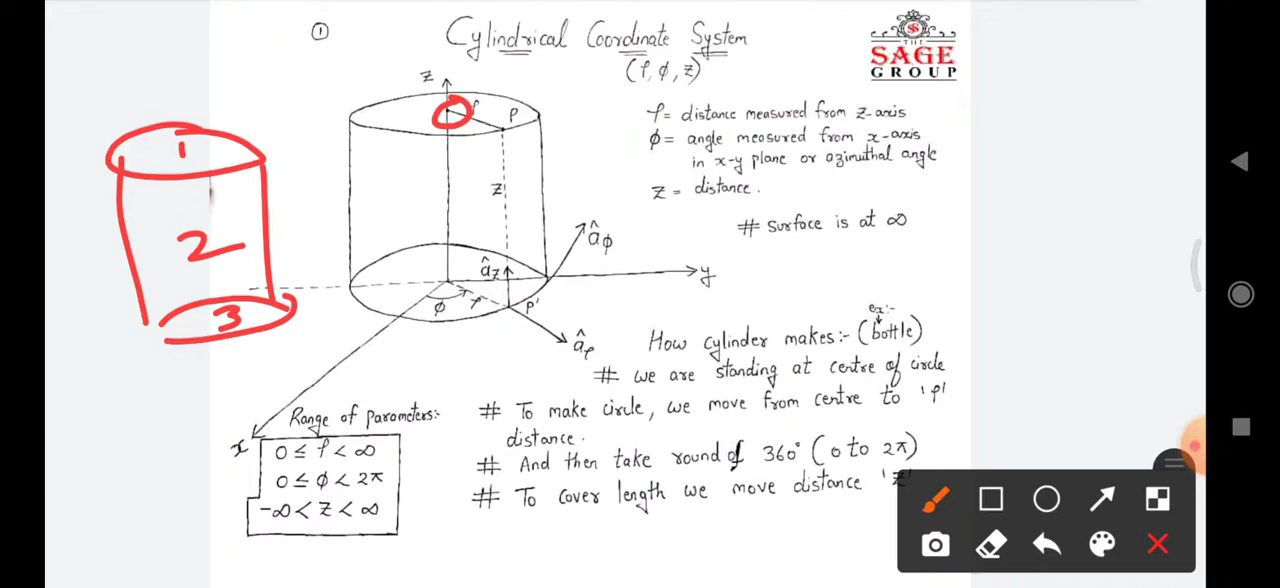 ①
Cylindrical Coordinate System
(ρ, φ, z)
THE
SAGE
GROUP
z
ρ
P
z
1
2
3
ρ = distance measured from z-axis
φ = angle measured from x-axis
in x-y plane or azimuthal angle
z = distance.
# Surface is at ∞
âφ
âz
y
φ
ρ
P'
âρ
x
ex:-
How cylinder makes:- (bottle)
# we are standing at centre of circle
# To make circle, we move from centre to 'ρ'
distance.
# And then take round of 360° (0 to 2π)
# To cover length we move distance 'z'
Range of parameters:-
0 ≤ ρ < ∞
0 ≤ φ < 2π
-∞ < z < ∞